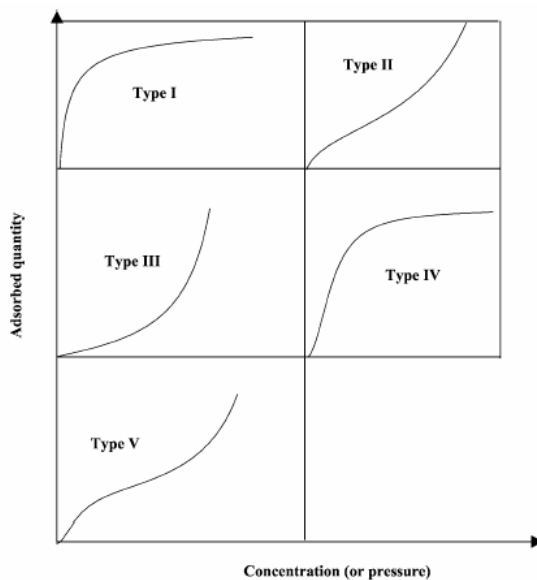 Type I
Type II
Type III
Type IV
Type V
Adsorbed quantity
Concentration (or pressure)